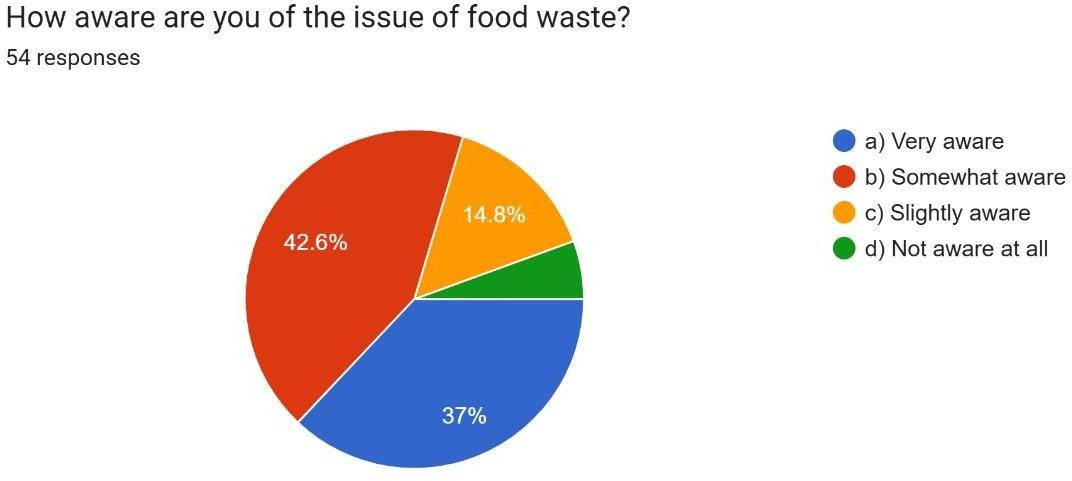 How aware are you of the issue of food waste?
54 responses
a) Very aware
b) Somewhat aware
c) Slightly aware
d) Not aware at all
14.8%
42.6%
37%